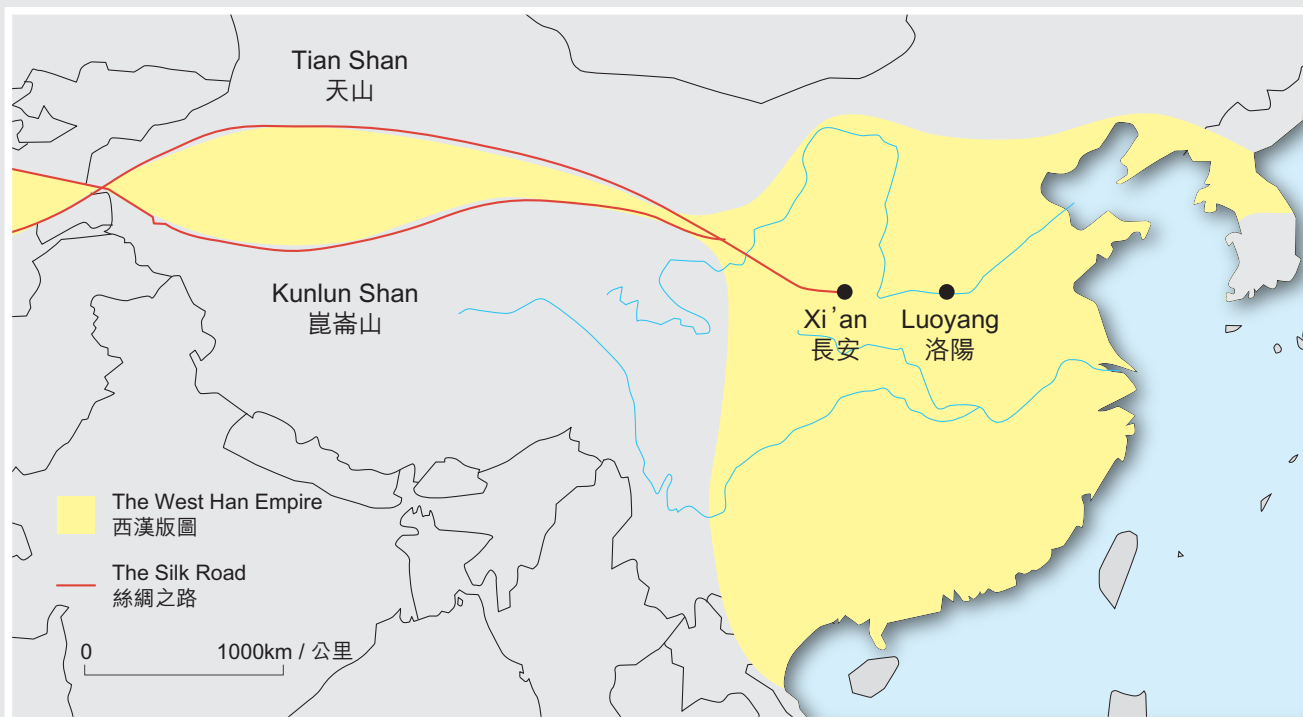 Tian Shan
天山
Kunlun Shan
崑崙山
Xi’an
長安
Luoyang
洛陽
The West Han Empire
西漢版圖
The Silk Road
絲綢之路
0 1000km / 公里